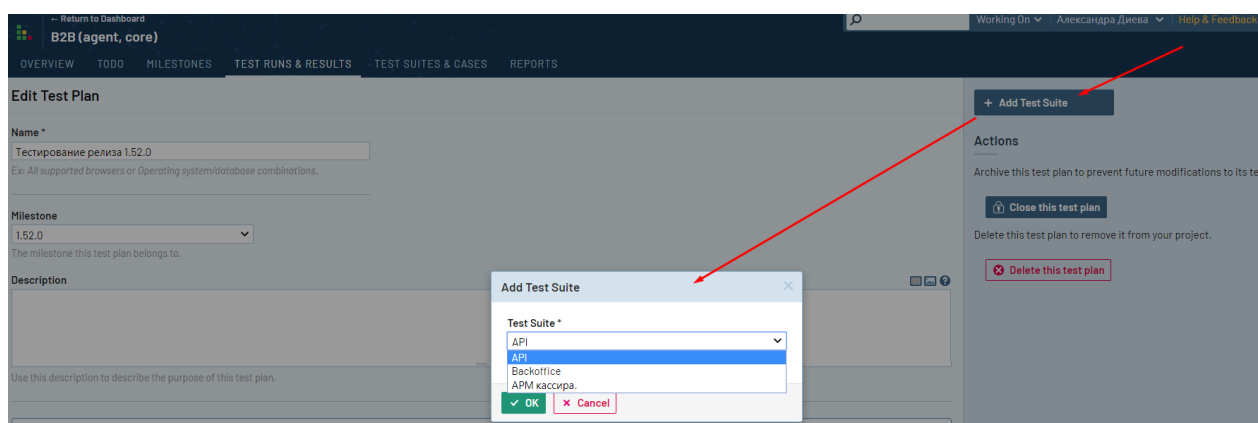 ← Return to Dashboard
B2B (agent, core)
Working On
Александра Диева
Help & Feedback
OVERVIEW TODO MILESTONES TEST RUNS & RESULTS TEST SUITES & CASES REPORTS
Edit Test Plan
+ Add Test Suite
Name *
Тестирование релиза 1.52.0
Ex: All supported browsers or Operating system/database combinations.
Actions
Archive this test plan to prevent future modifications to its te
Close this test plan
Milestone
1.52.0
The milestone this test plan belongs to.
Delete this test plan to remove it from your project.
Delete this test plan
Description
Use this description to describe the purpose of this test plan.
Add Test Suite
Test Suite *
API
API
Backoffice
АРМ кассира.
OK
Cancel